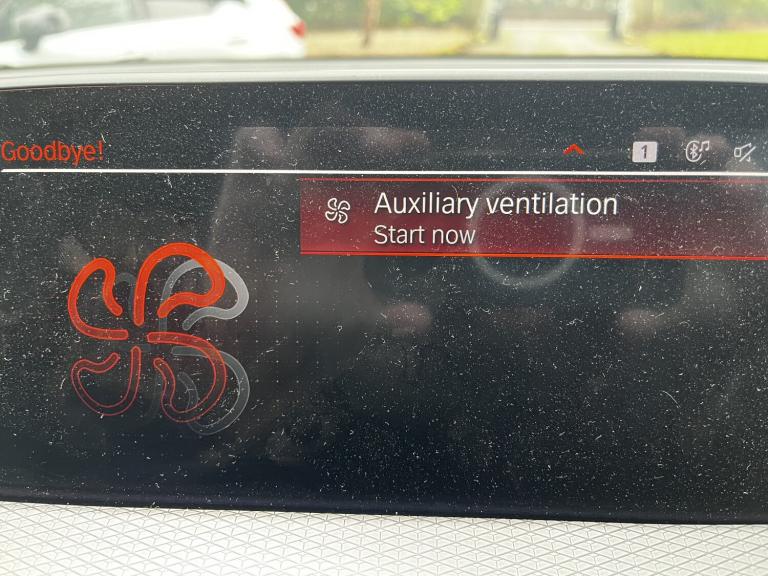 Goodbye!
1
Auxiliary ventilation
Start now